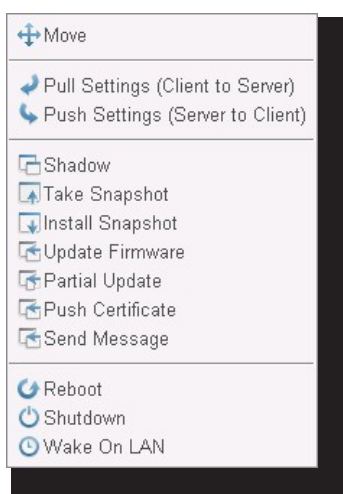 Move
Pull Settings (Client to Server)
Push Settings (Server to Client)
Shadow
Take Snapshot
Install Snapshot
Update Firmware
Partial Update
Push Certificate
Send Message
Reboot
Shutdown
Wake On LAN